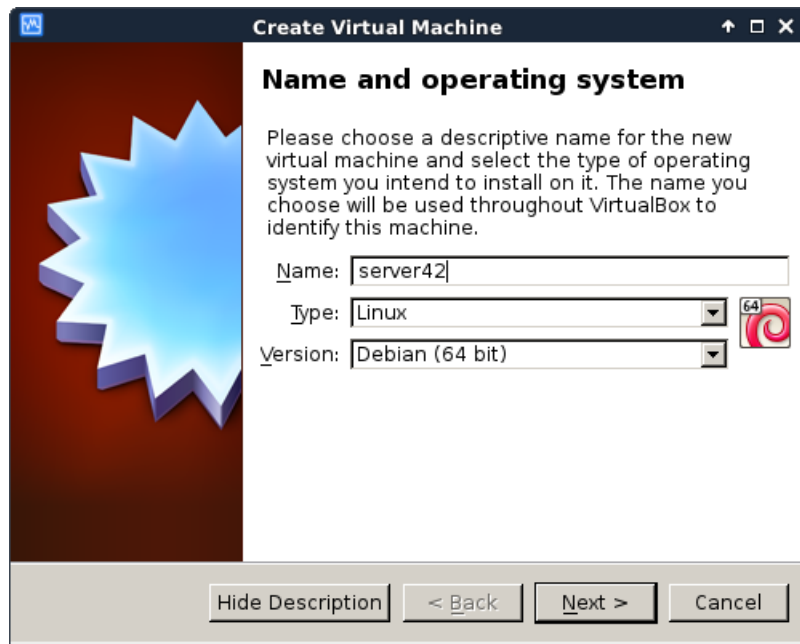 Create Virtual Machine
Name and operating system
Please choose a descriptive name for the new
virtual machine and select the type of operating
system you intend to install on it. The name you
choose will be used throughout VirtualBox to
identify this machine.
Name: server42
Type: Linux
64
Version: Debian (64 bit)
Hide Description < Back Next > Cancel